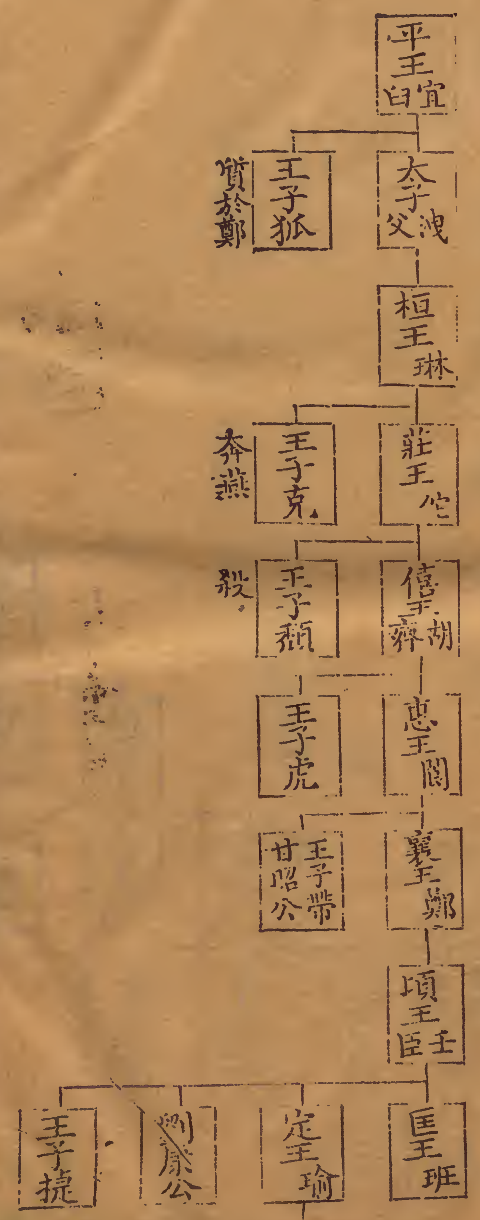 平王宜臼
太子洩父
王子狐
質於鄭
桓王琳
莊王佗
王子克
奔燕
僖王胡齊
王子頹
殺
惠王閬
王子虎
襄王鄭
王子帶甘昭公
頃王壬臣
匡王班
定王瑜
劉康公
王子捷